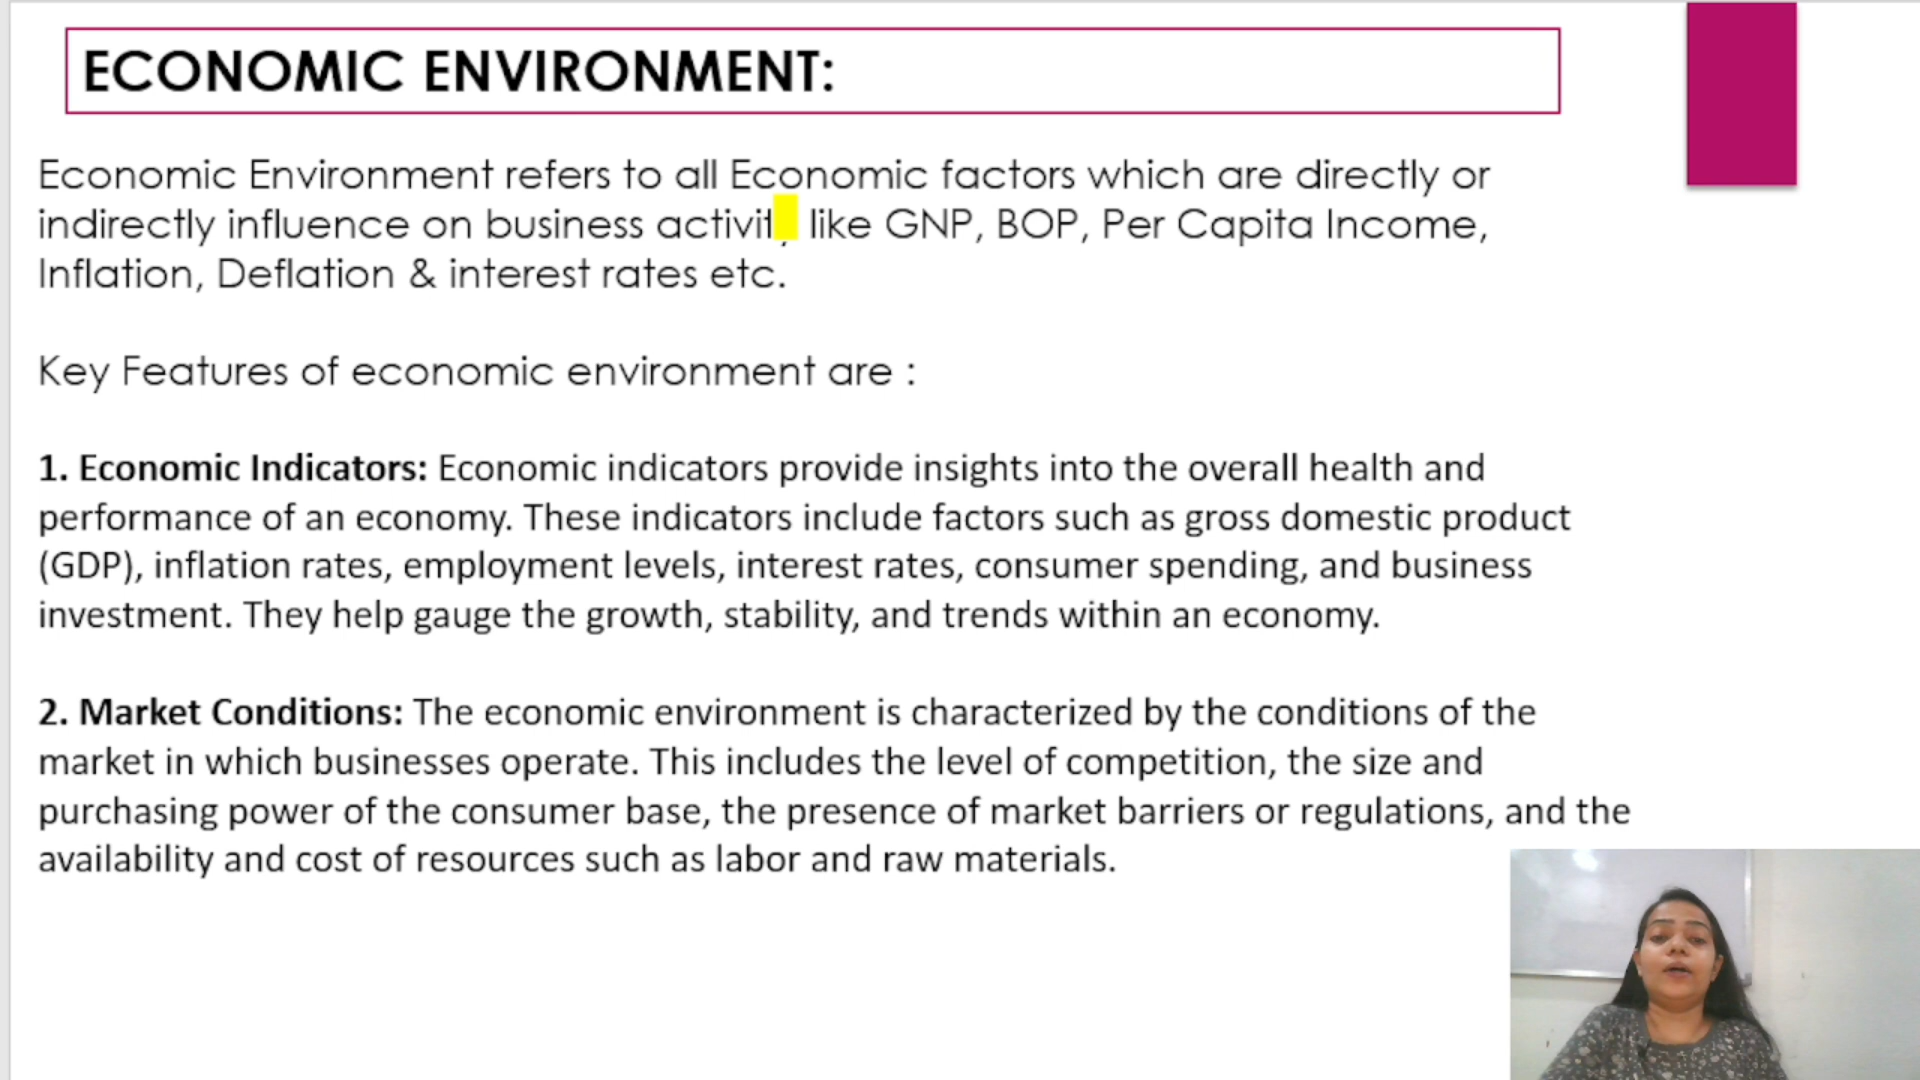 ECONOMIC ENVIRONMENT:
Economic Environment refers to all Economic factors which are directly or
indirectly influence on business activity like GNP, BOP, Per Capita Income,
Inflation, Deflation & interest rates etc.
Key Features of economic environment are :
1. Economic Indicators: Economic indicators provide insights into the overall health and
performance of an economy. These indicators include factors such as gross domestic product
(GDP), inflation rates, employment levels, interest rates, consumer spending, and business
investment. They help gauge the growth, stability, and trends within an economy.
2. Market Conditions: The economic environment is characterized by the conditions of the
market in which businesses operate. This includes the level of competition, the size and
purchasing power of the consumer base, the presence of market barriers or regulations, and the
availability and cost of resources such as labor and raw materials.